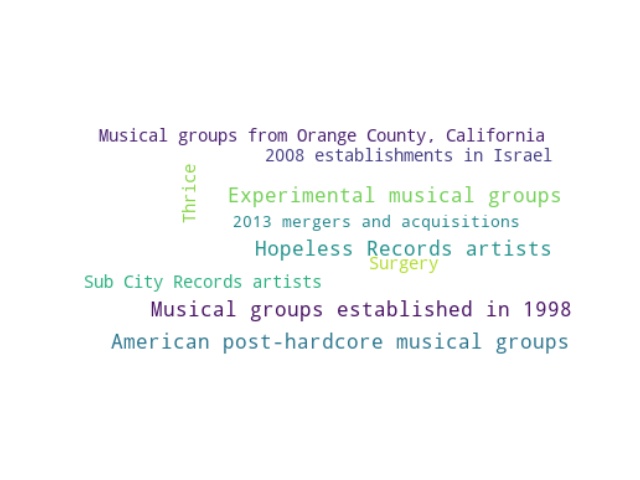 Musical groups from Orange County, California
2008 establishments in Israel
Thrice
Experimental musical groups
2013 mergers and acquisitions
Hopeless Records artists
Surgery
Sub City Records artists
Musical groups established in 1998
American post-hardcore musical groups